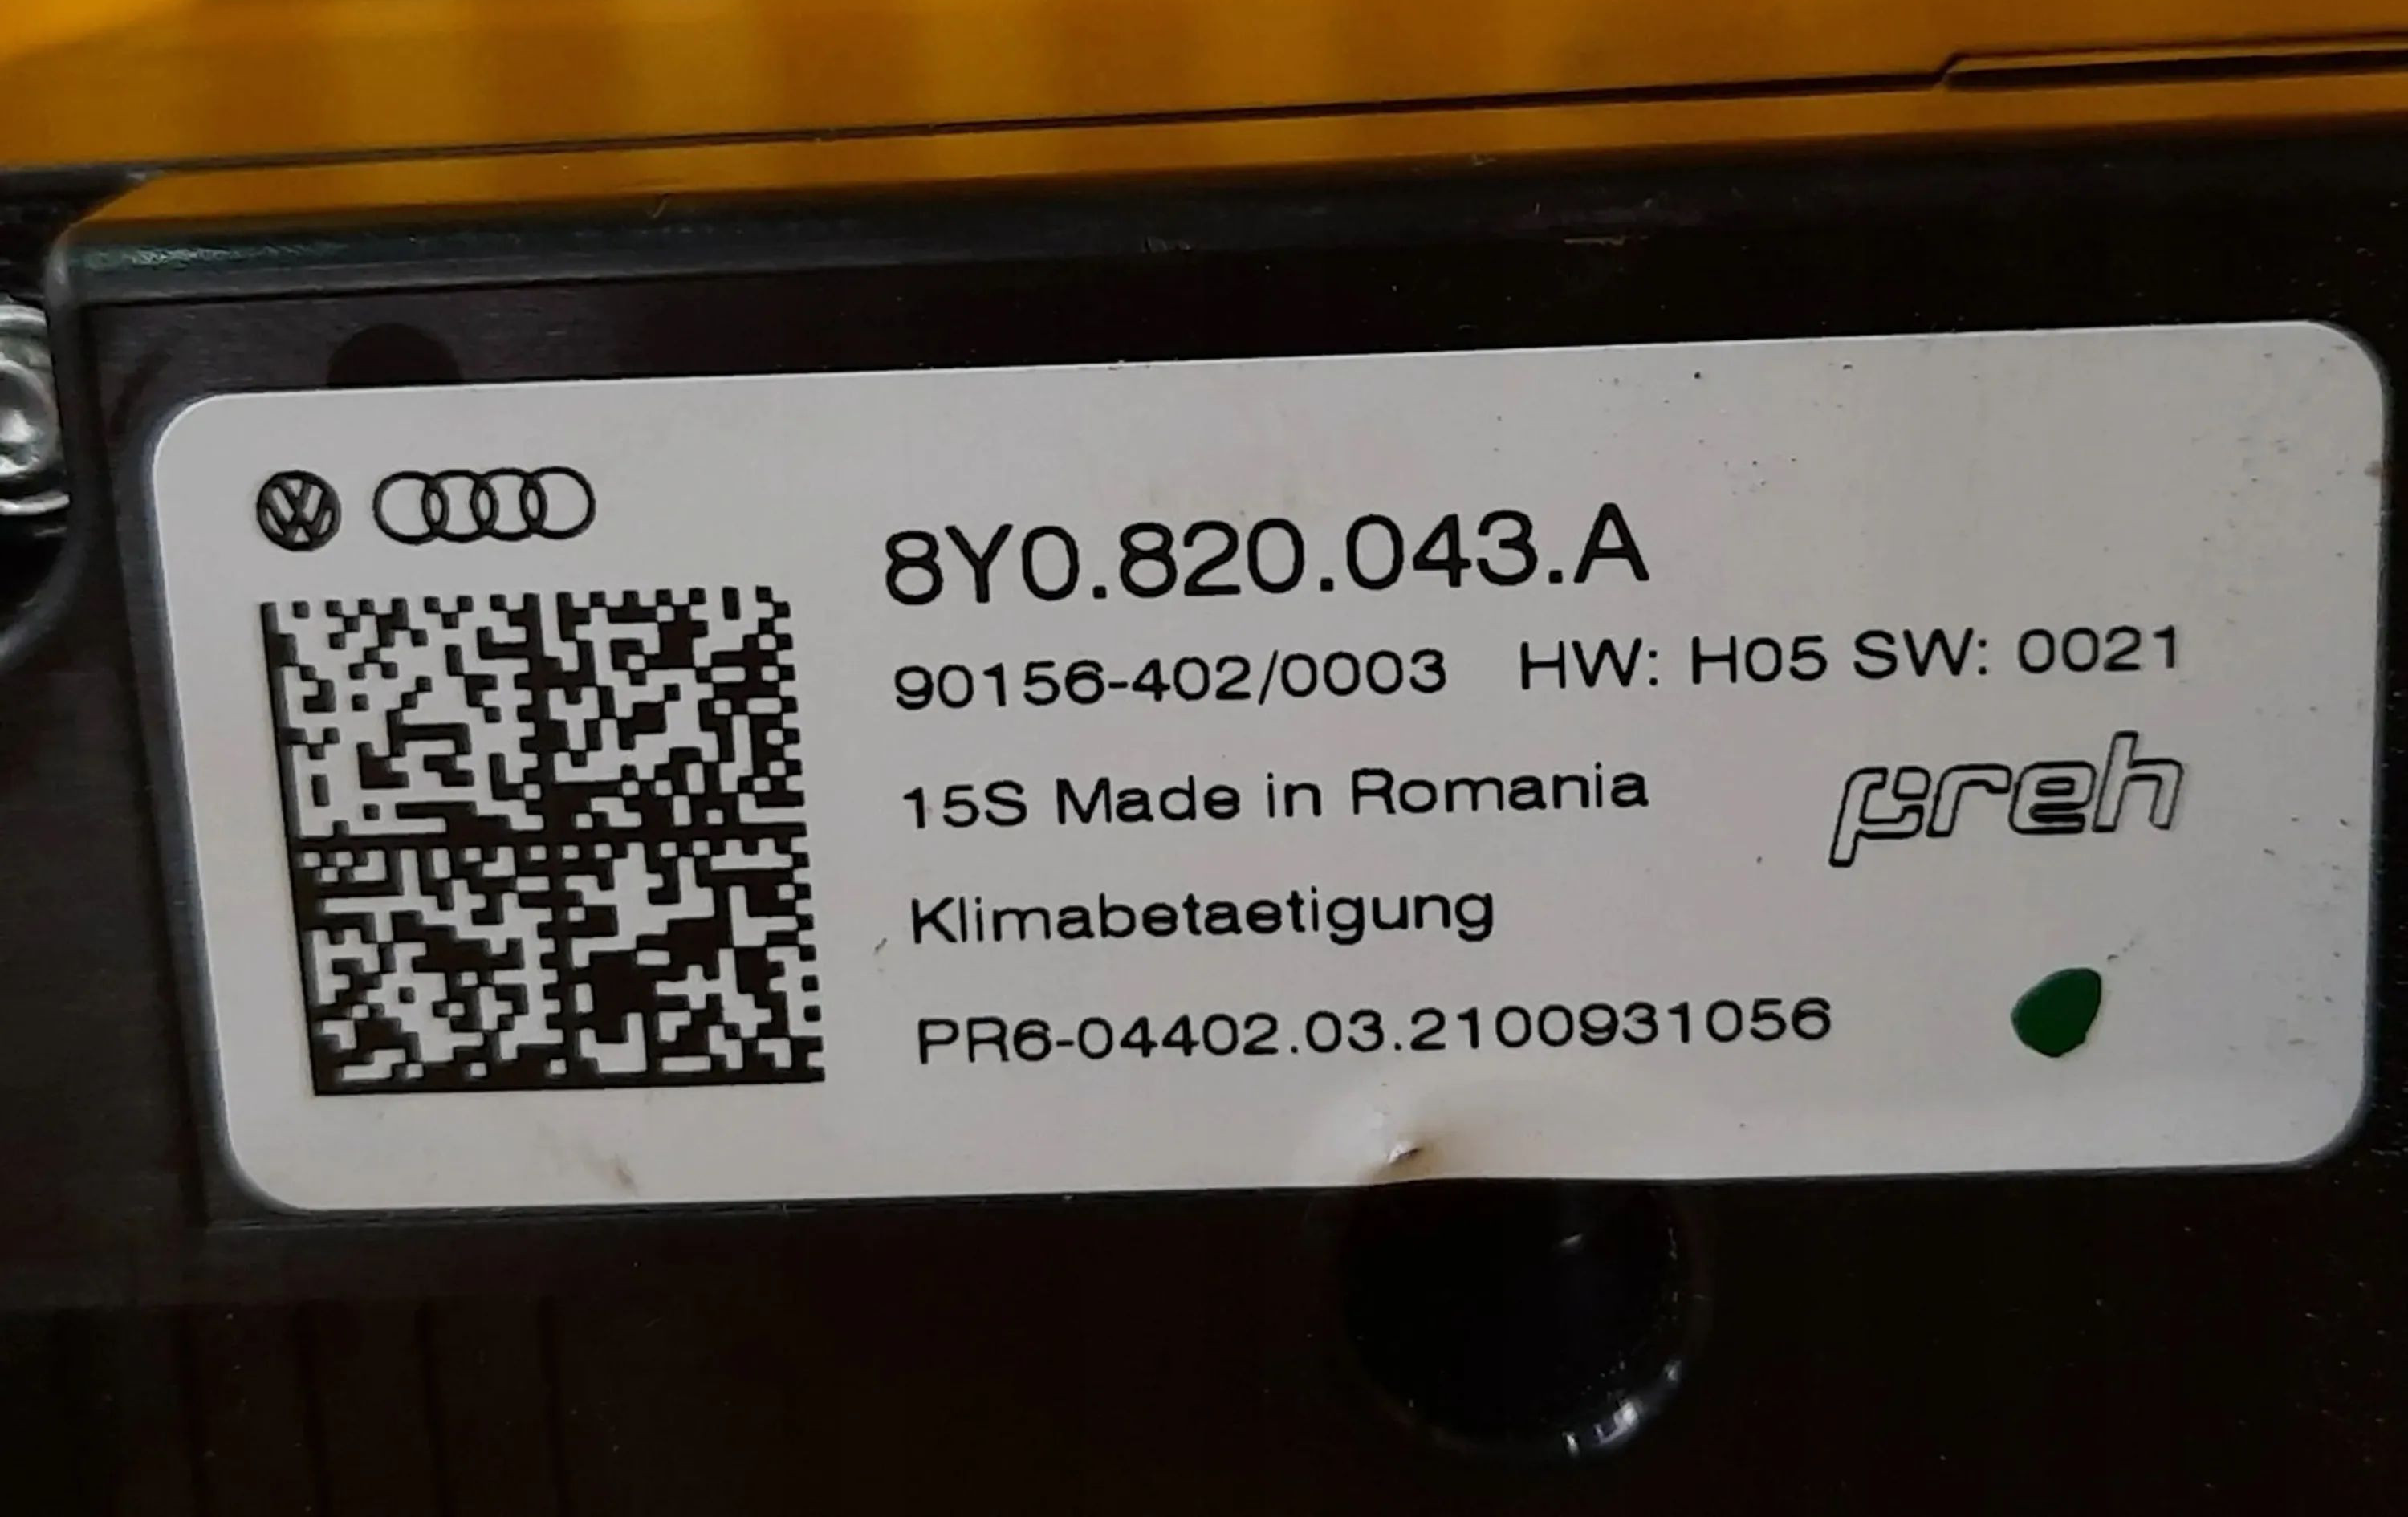 8Y0.820.043.A
90156-402/0003 HW: H05 SW: 0021
15S Made in Romania
preh
Klimabetaetigung
PR6-04402.03.2100931056